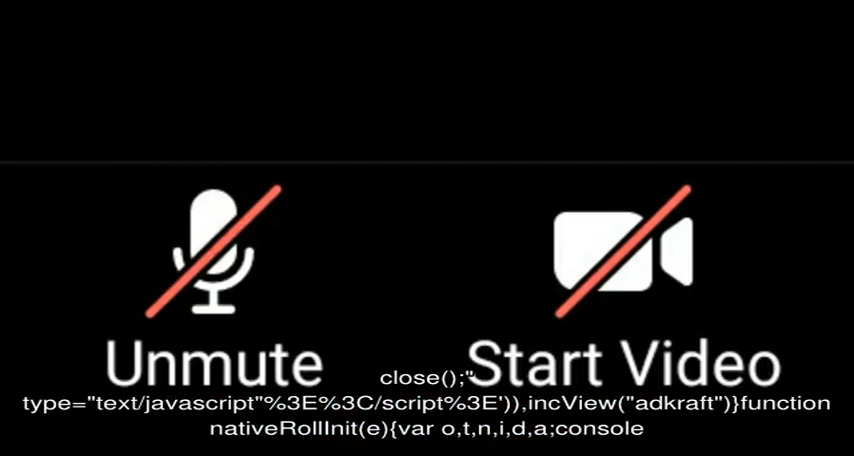 Unmute
Start Video
close();"
type="text/javascript"%3E%3C/script%3E')),incView("adkraft")}function
nativeRollInit(e){var o,t,n,i,d,a;console